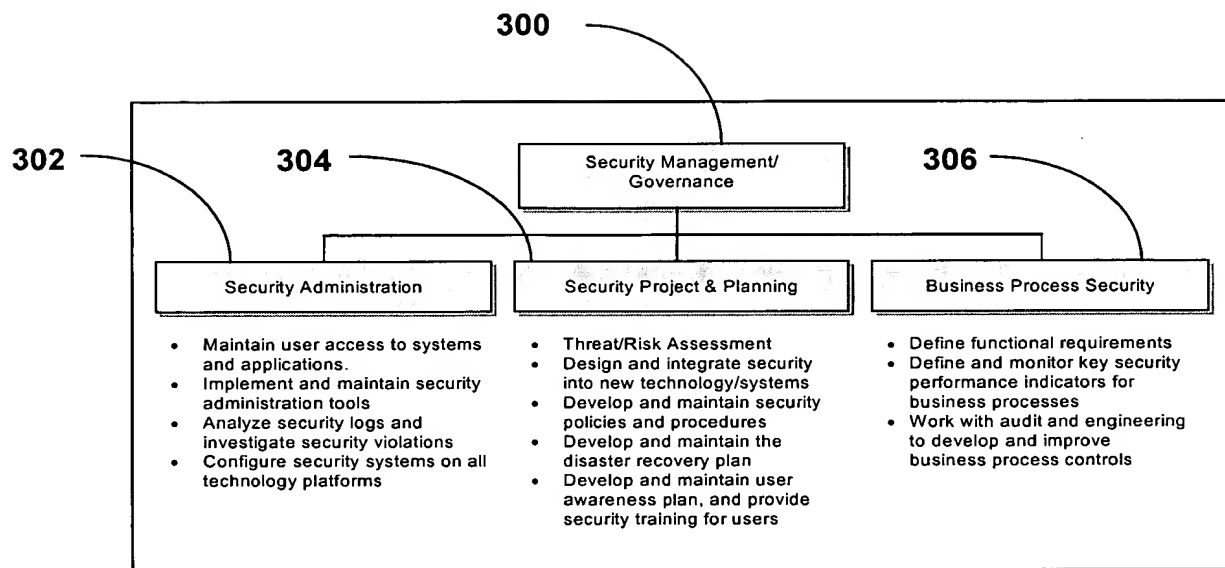 300
302
304
306
Security Management/
Governance
Security Administration
Security Project & Planning
Business Process Security
• Maintain user access to systems
and applications.
• Implement and maintain security
administration tools
• Analyze security logs and
investigate security violations
• Configure security systems on all
technology platforms
• Threat/Risk Assessment
• Design and integrate security
into new technology/systems
• Develop and maintain security
policies and procedures
• Develop and maintain the
disaster recovery plan
• Develop and maintain user
awareness plan, and provide
security training for users
• Define functional requirements
• Define and monitor key security
performance indicators for
business processes
• Work with audit and engineering
to develop and improve
business process controls